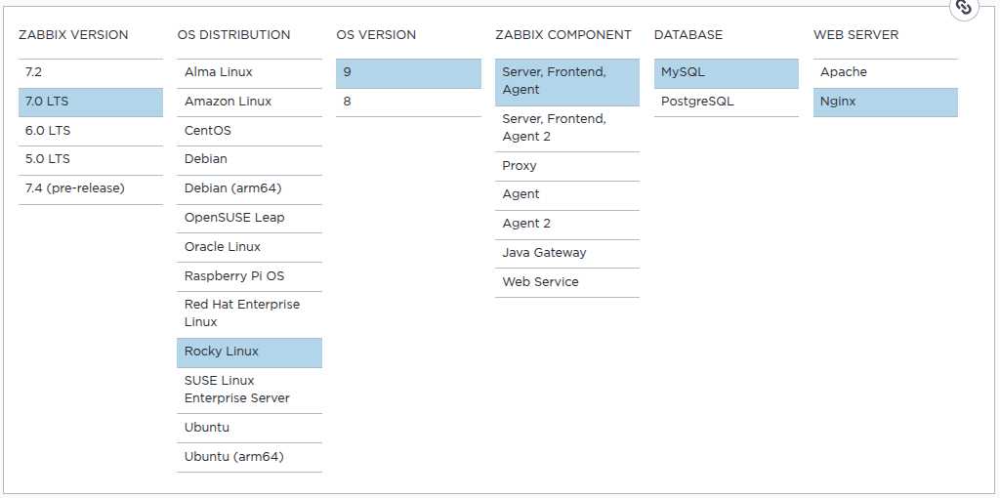 ZABBIX VERSION
7.2
7.0 LTS
6.0 LTS
5.0 LTS
7.4 (pre-release)
OS DISTRIBUTION
Alma Linux
Amazon Linux
CentOS
Debian
Debian (arm64)
OpenSUSE Leap
Oracle Linux
Raspberry Pi OS
Red Hat Enterprise
Linux
Rocky Linux
SUSE Linux
Enterprise Server
Ubuntu
Ubuntu (arm64)
OS VERSION
9
8
ZABBIX COMPONENT
Server, Frontend,
Agent
Server, Frontend,
Agent 2
Proxy
Agent
Agent 2
Java Gateway
Web Service
DATABASE
MySQL
PostgreSQL
WEB SERVER
Apache
Nginx